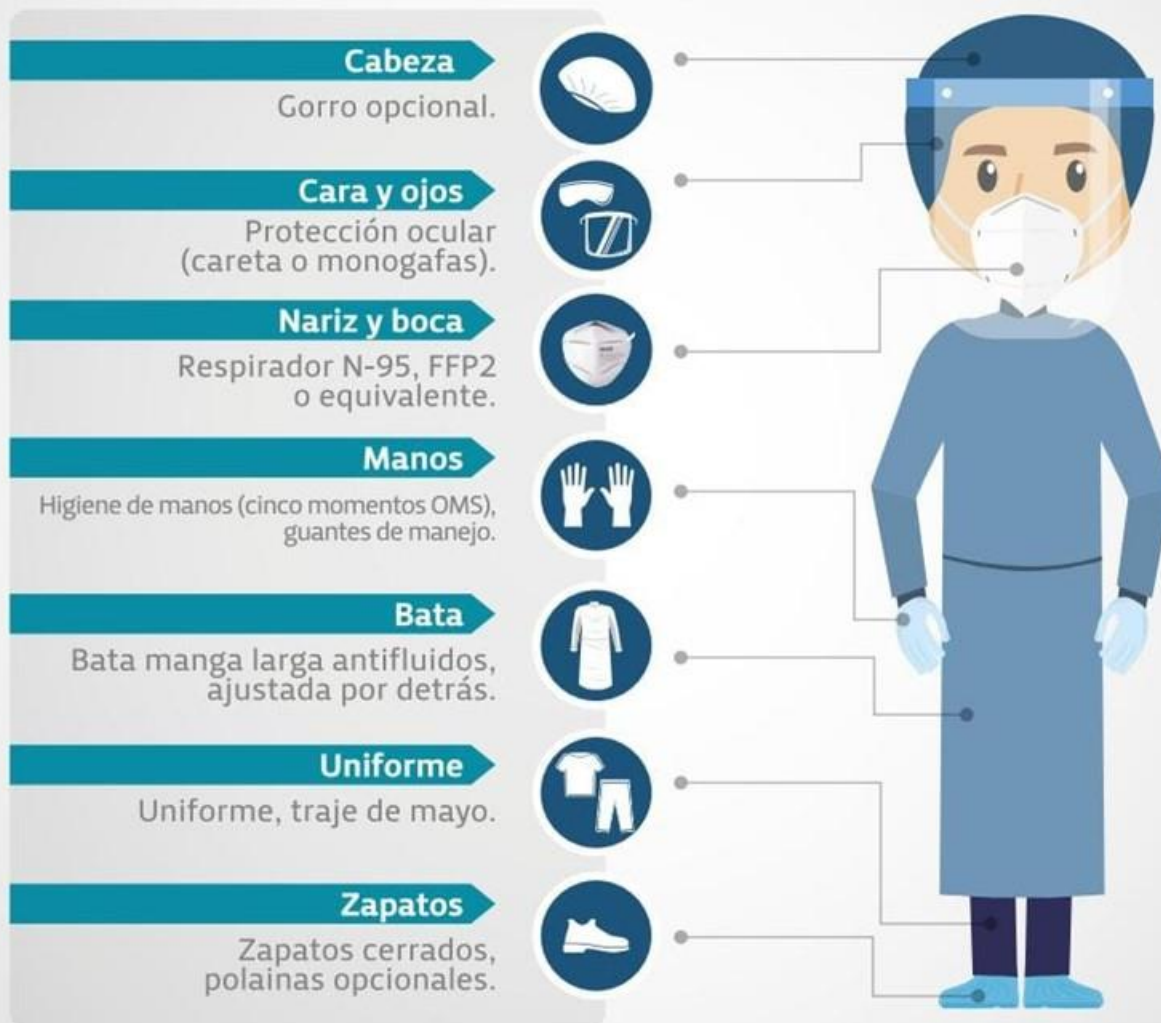 Cabeza
Gorro opcional.
Cara y ojos
Protección ocular
(careta o monogafas).
Nariz y boca
Respirador N-95, FFP2
o equivalente.
Manos
Higiene de manos (cinco momentos OMS),
guantes de manejo.
Bata
Bata manga larga antifluidos,
ajustada por detrás.
Uniforme
Uniforme, traje de mayo.
Zapatos
Zapatos cerrados,
polainas opcionales.